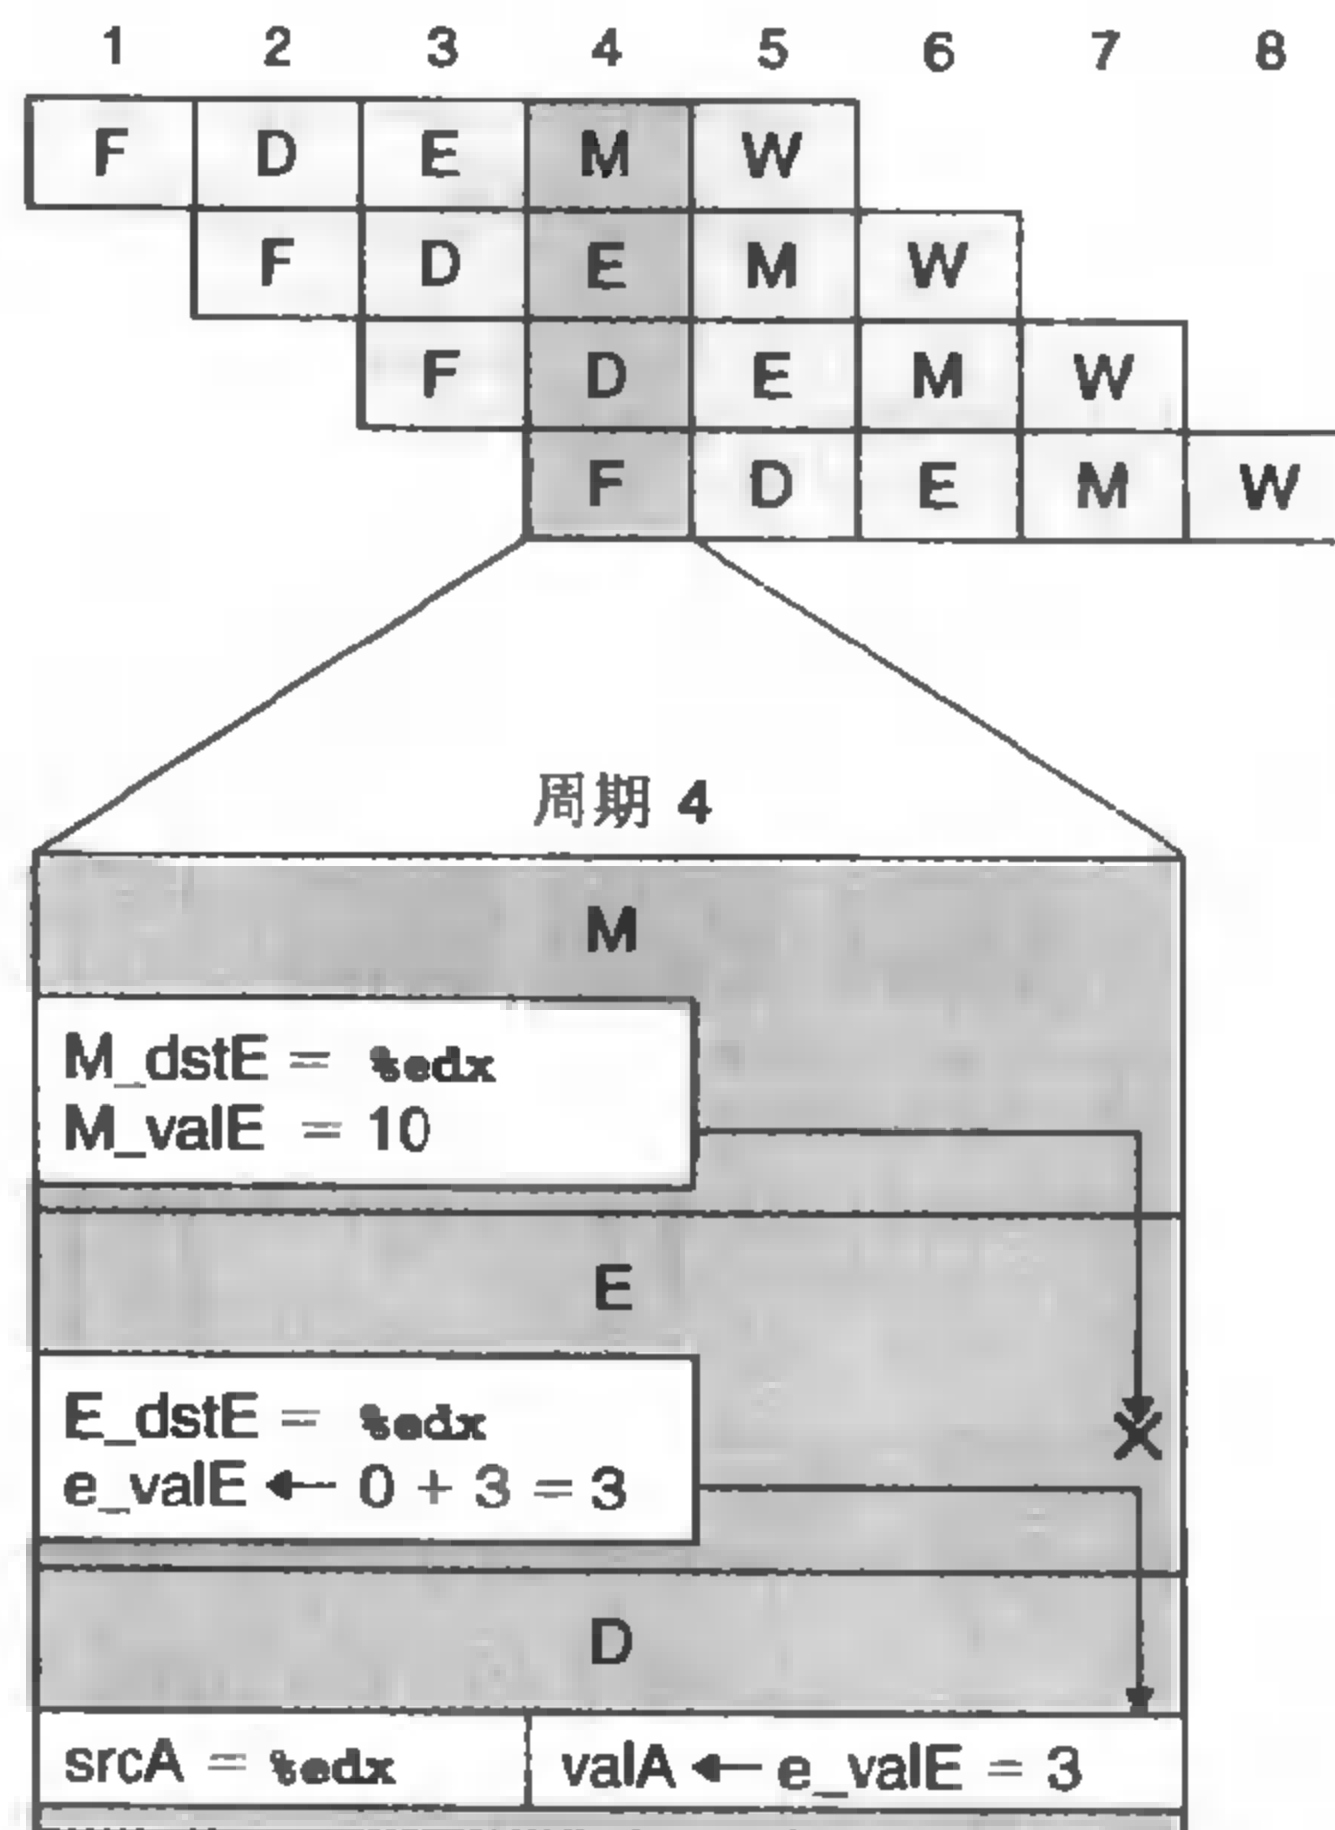 1 2 3 4 5 6 7 8
F D E M W
F D E M W
F D E M W
F D E M W
周期 4
M
M_dstE = %edx
M_valE = 10
E
E_dstE = %edx
e_valE ← 0 + 3 = 3
D
srcA = %edx valA ← e_valE = 3